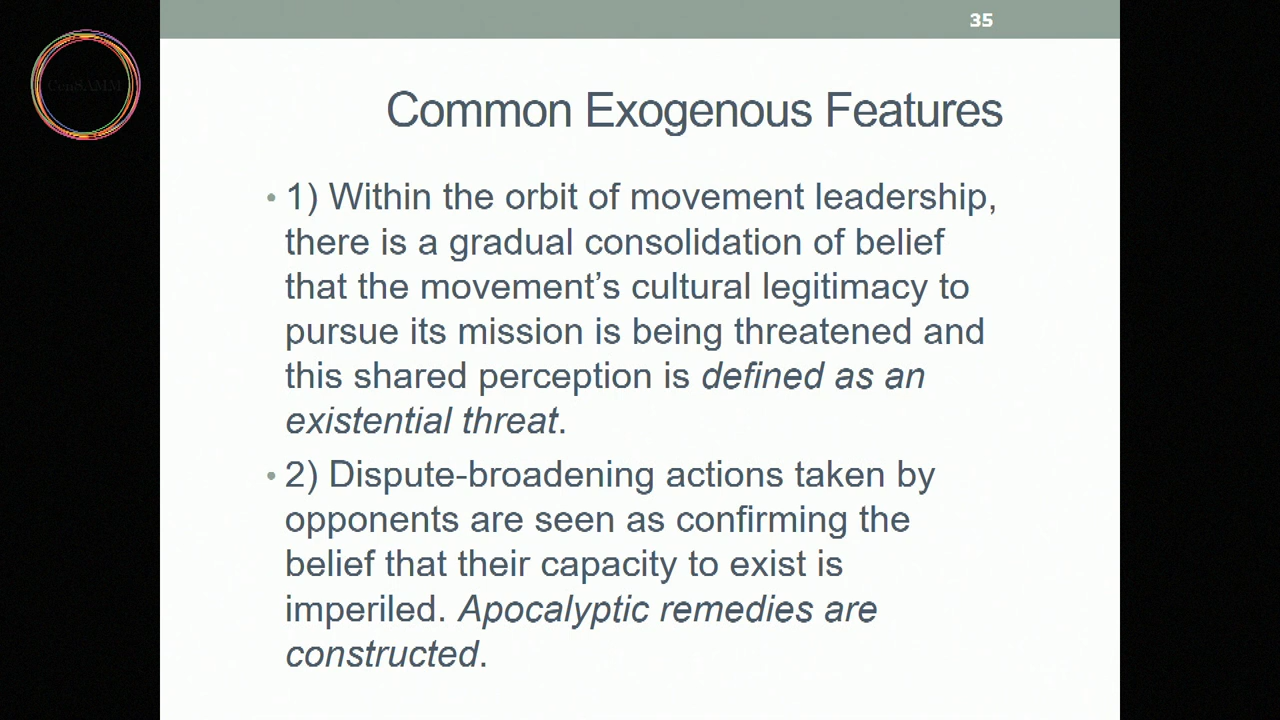 35
CenSAMM
Common Exogenous Features
• 1) Within the orbit of movement leadership,
there is a gradual consolidation of belief
that the movement’s cultural legitimacy to
pursue its mission is being threatened and
this shared perception is defined as an
existential threat.
• 2) Dispute-broadening actions taken by
opponents are seen as confirming the
belief that their capacity to exist is
imperiled. Apocalyptic remedies are
constructed.